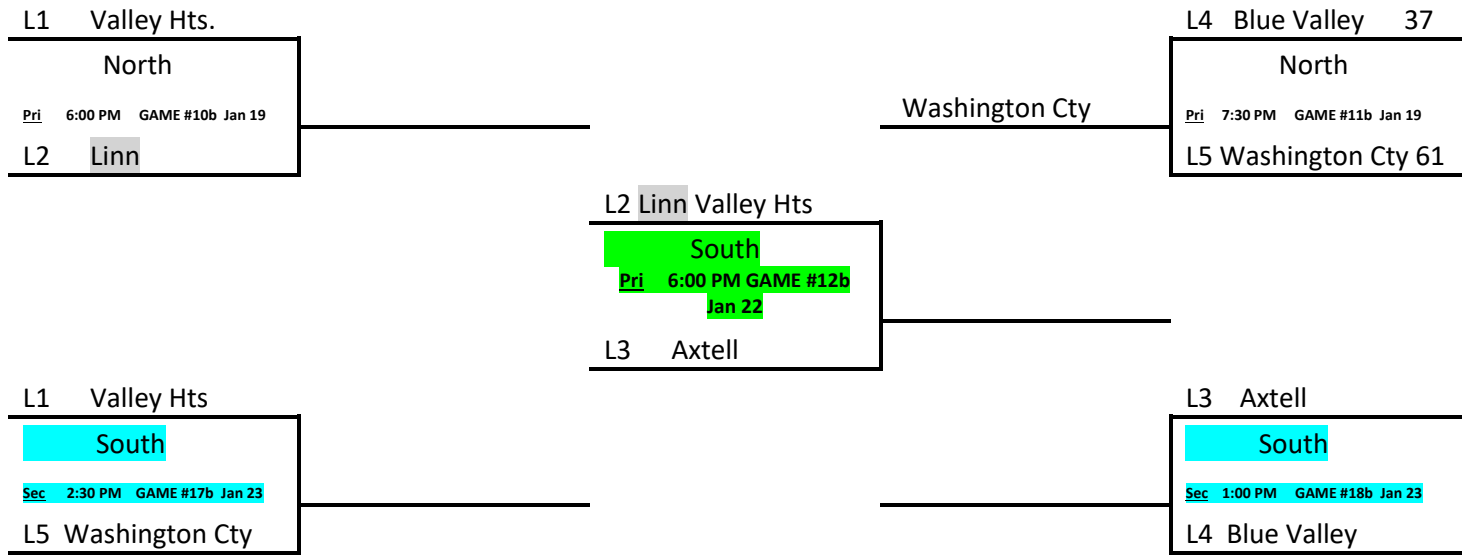 L1 Valley Hts.
North
Pri 6:00 PM GAME #10b Jan 19
L2 Linn
Washington Cty
L4 Blue Valley 37
North
Pri 7:30 PM GAME #11b Jan 19
L5 Washington Cty 61
L2 Linn Valley Hts
South
Pri 6:00 PM GAME #12b
Jan 22
L3 Axtell
L1 Valley Hts
South
Sec 2:30 PM GAME #17b Jan 23
L5 Washington Cty
L3 Axtell
South
Sec 1:00 PM GAME #18b Jan 23
L4 Blue Valley